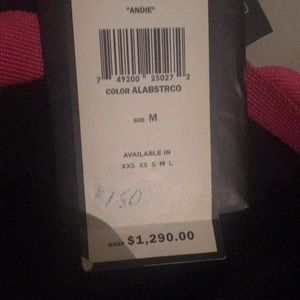 "ANDIE"
7 49200 25027 2
COLOR ALABSTRCO
SIZE M
AVAILABLE IN
XXS XS S M L
$150
MSRP $1,290.00